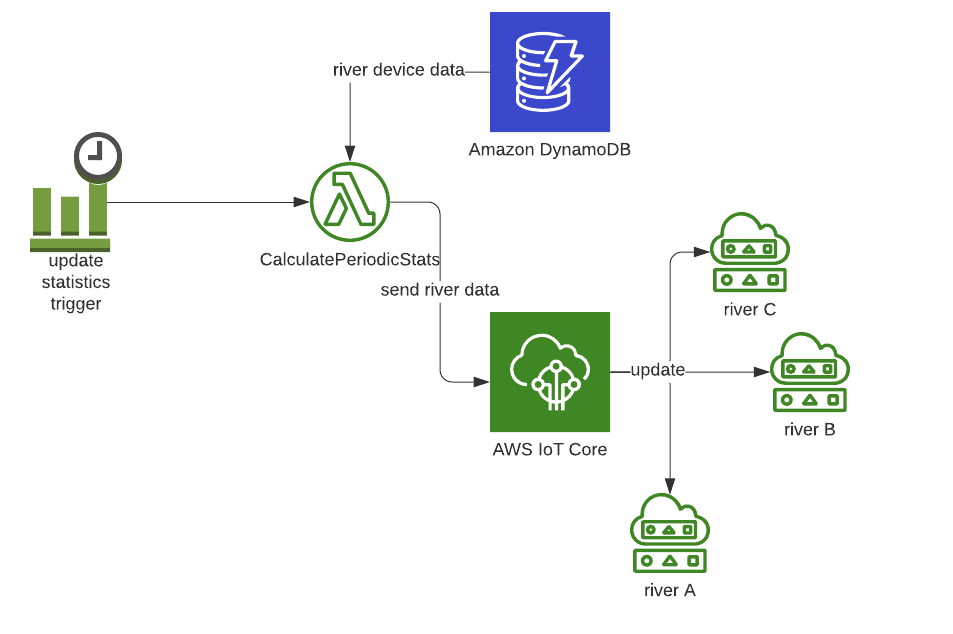 river device data
Amazon DynamoDB
update
statistics
trigger
CalculatePeriodicStats
send river data
AWS IoT Core
update
river C
river B
river A